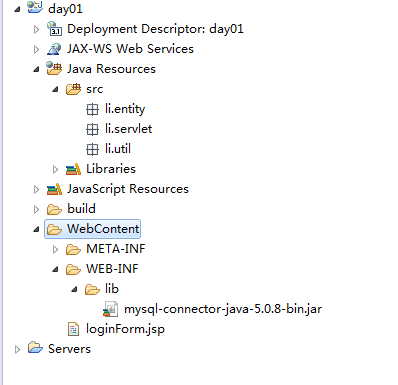 day01
Deployment Descriptor: day01
JAX-WS Web Services
Java Resources
src
li.entity
li.servlet
li.util
Libraries
JavaScript Resources
build
WebContent
META-INF
WEB-INF
lib
mysql-connector-java-5.0.8-bin.jar
loginForm.jsp
Servers